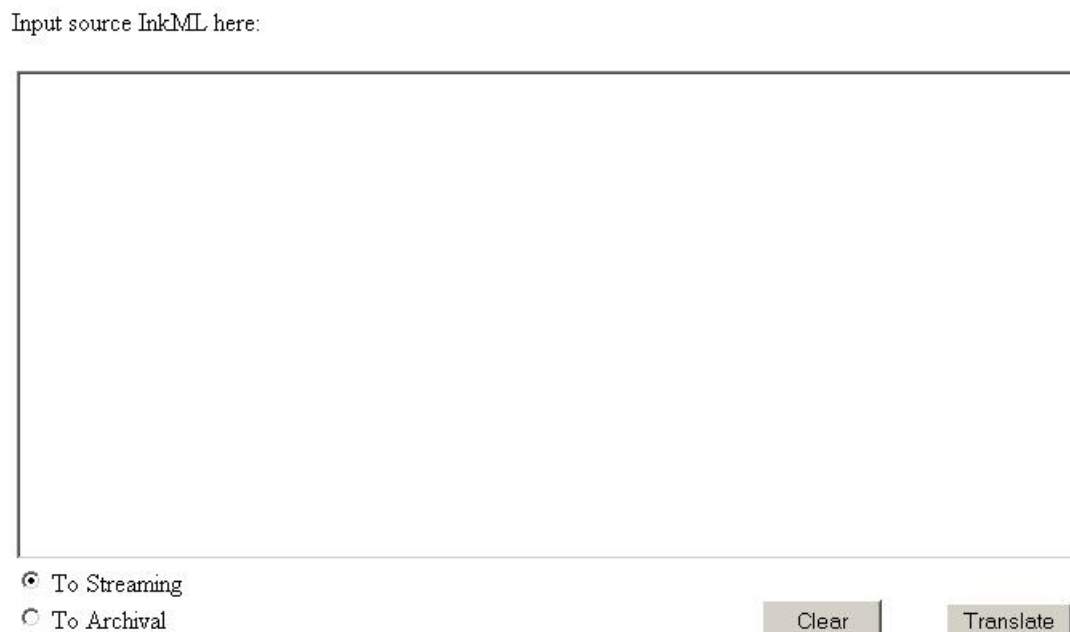 Input source InkML here:
To Streaming
To Archival
Clear
Translate